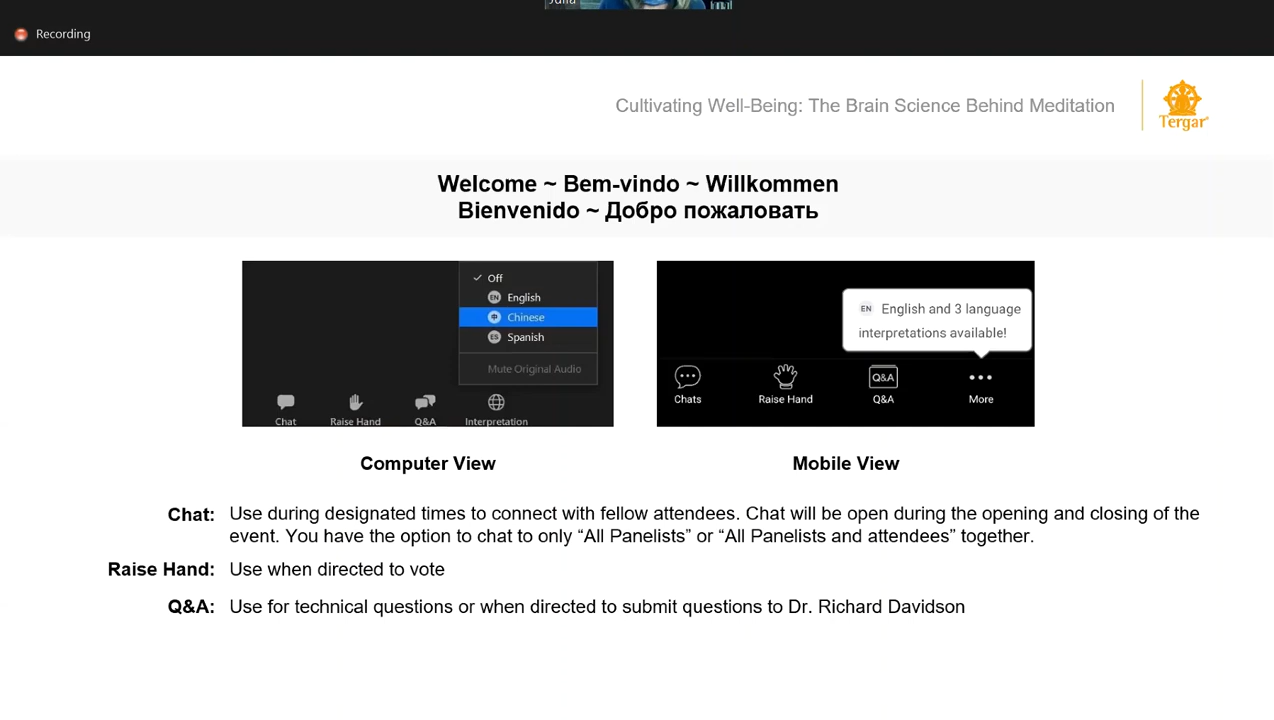 Recording
Cultivating Well-Being: The Brain Science Behind Meditation
Tergar®
Welcome ~ Bem-vindo ~ Willkommen
Bienvenido ~ Добро пожаловать
✓ Off
EN English
中 Chinese
ES Spanish
Mute Original Audio
Chat
Raise Hand
Q&A
Interpretation
EN English and 3 language
interpretations available!
Chats
Raise Hand
Q&A
Q&A
More
Computer View
Mobile View
Chat: Use during designated times to connect with fellow attendees. Chat will be open during the opening and closing of the
event. You have the option to chat to only “All Panelists” or “All Panelists and attendees” together.
Raise Hand: Use when directed to vote
Q&A: Use for technical questions or when directed to submit questions to Dr. Richard Davidson